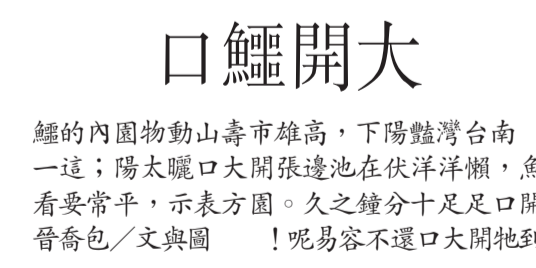 大開鱷口
南台灣豔陽下，高雄市壽山動物園內的鱷
魚，懶洋洋伏在池邊張開大口曬太陽；這一
開口足足十分鐘之久。園方表示，平常要看
到牠開大口還不容易呢！　圖與文／包喬晉